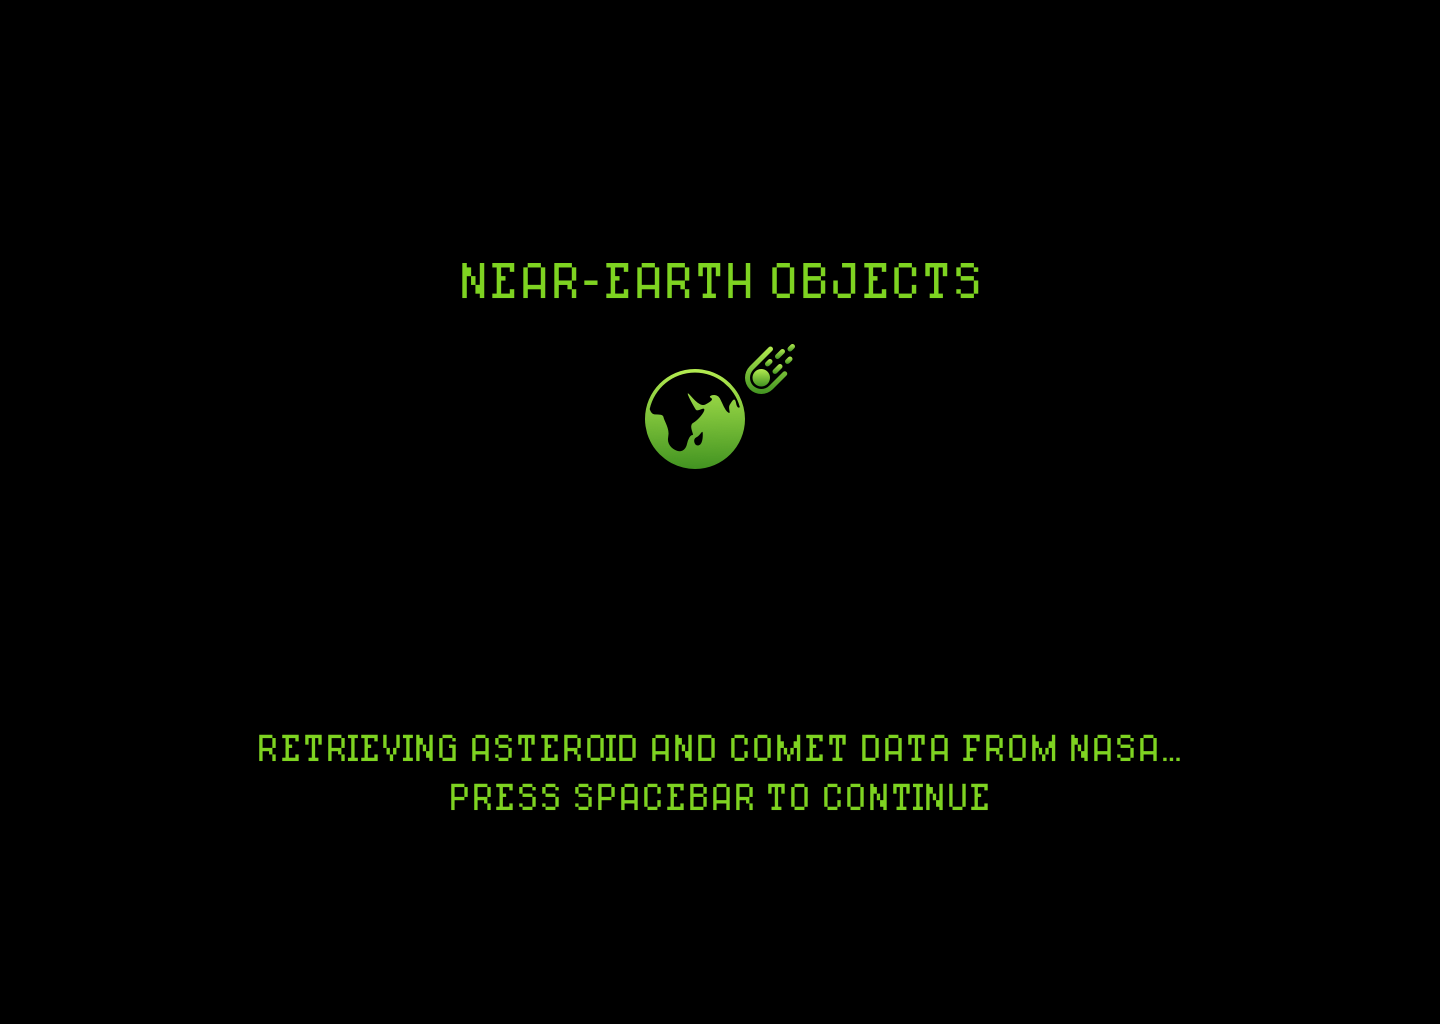 NEAR-EARTH OBJECTS
RETRIEVING ASTEROID AND COMET DATA FROM NASA...
PRESS SPACEBAR TO CONTINUE